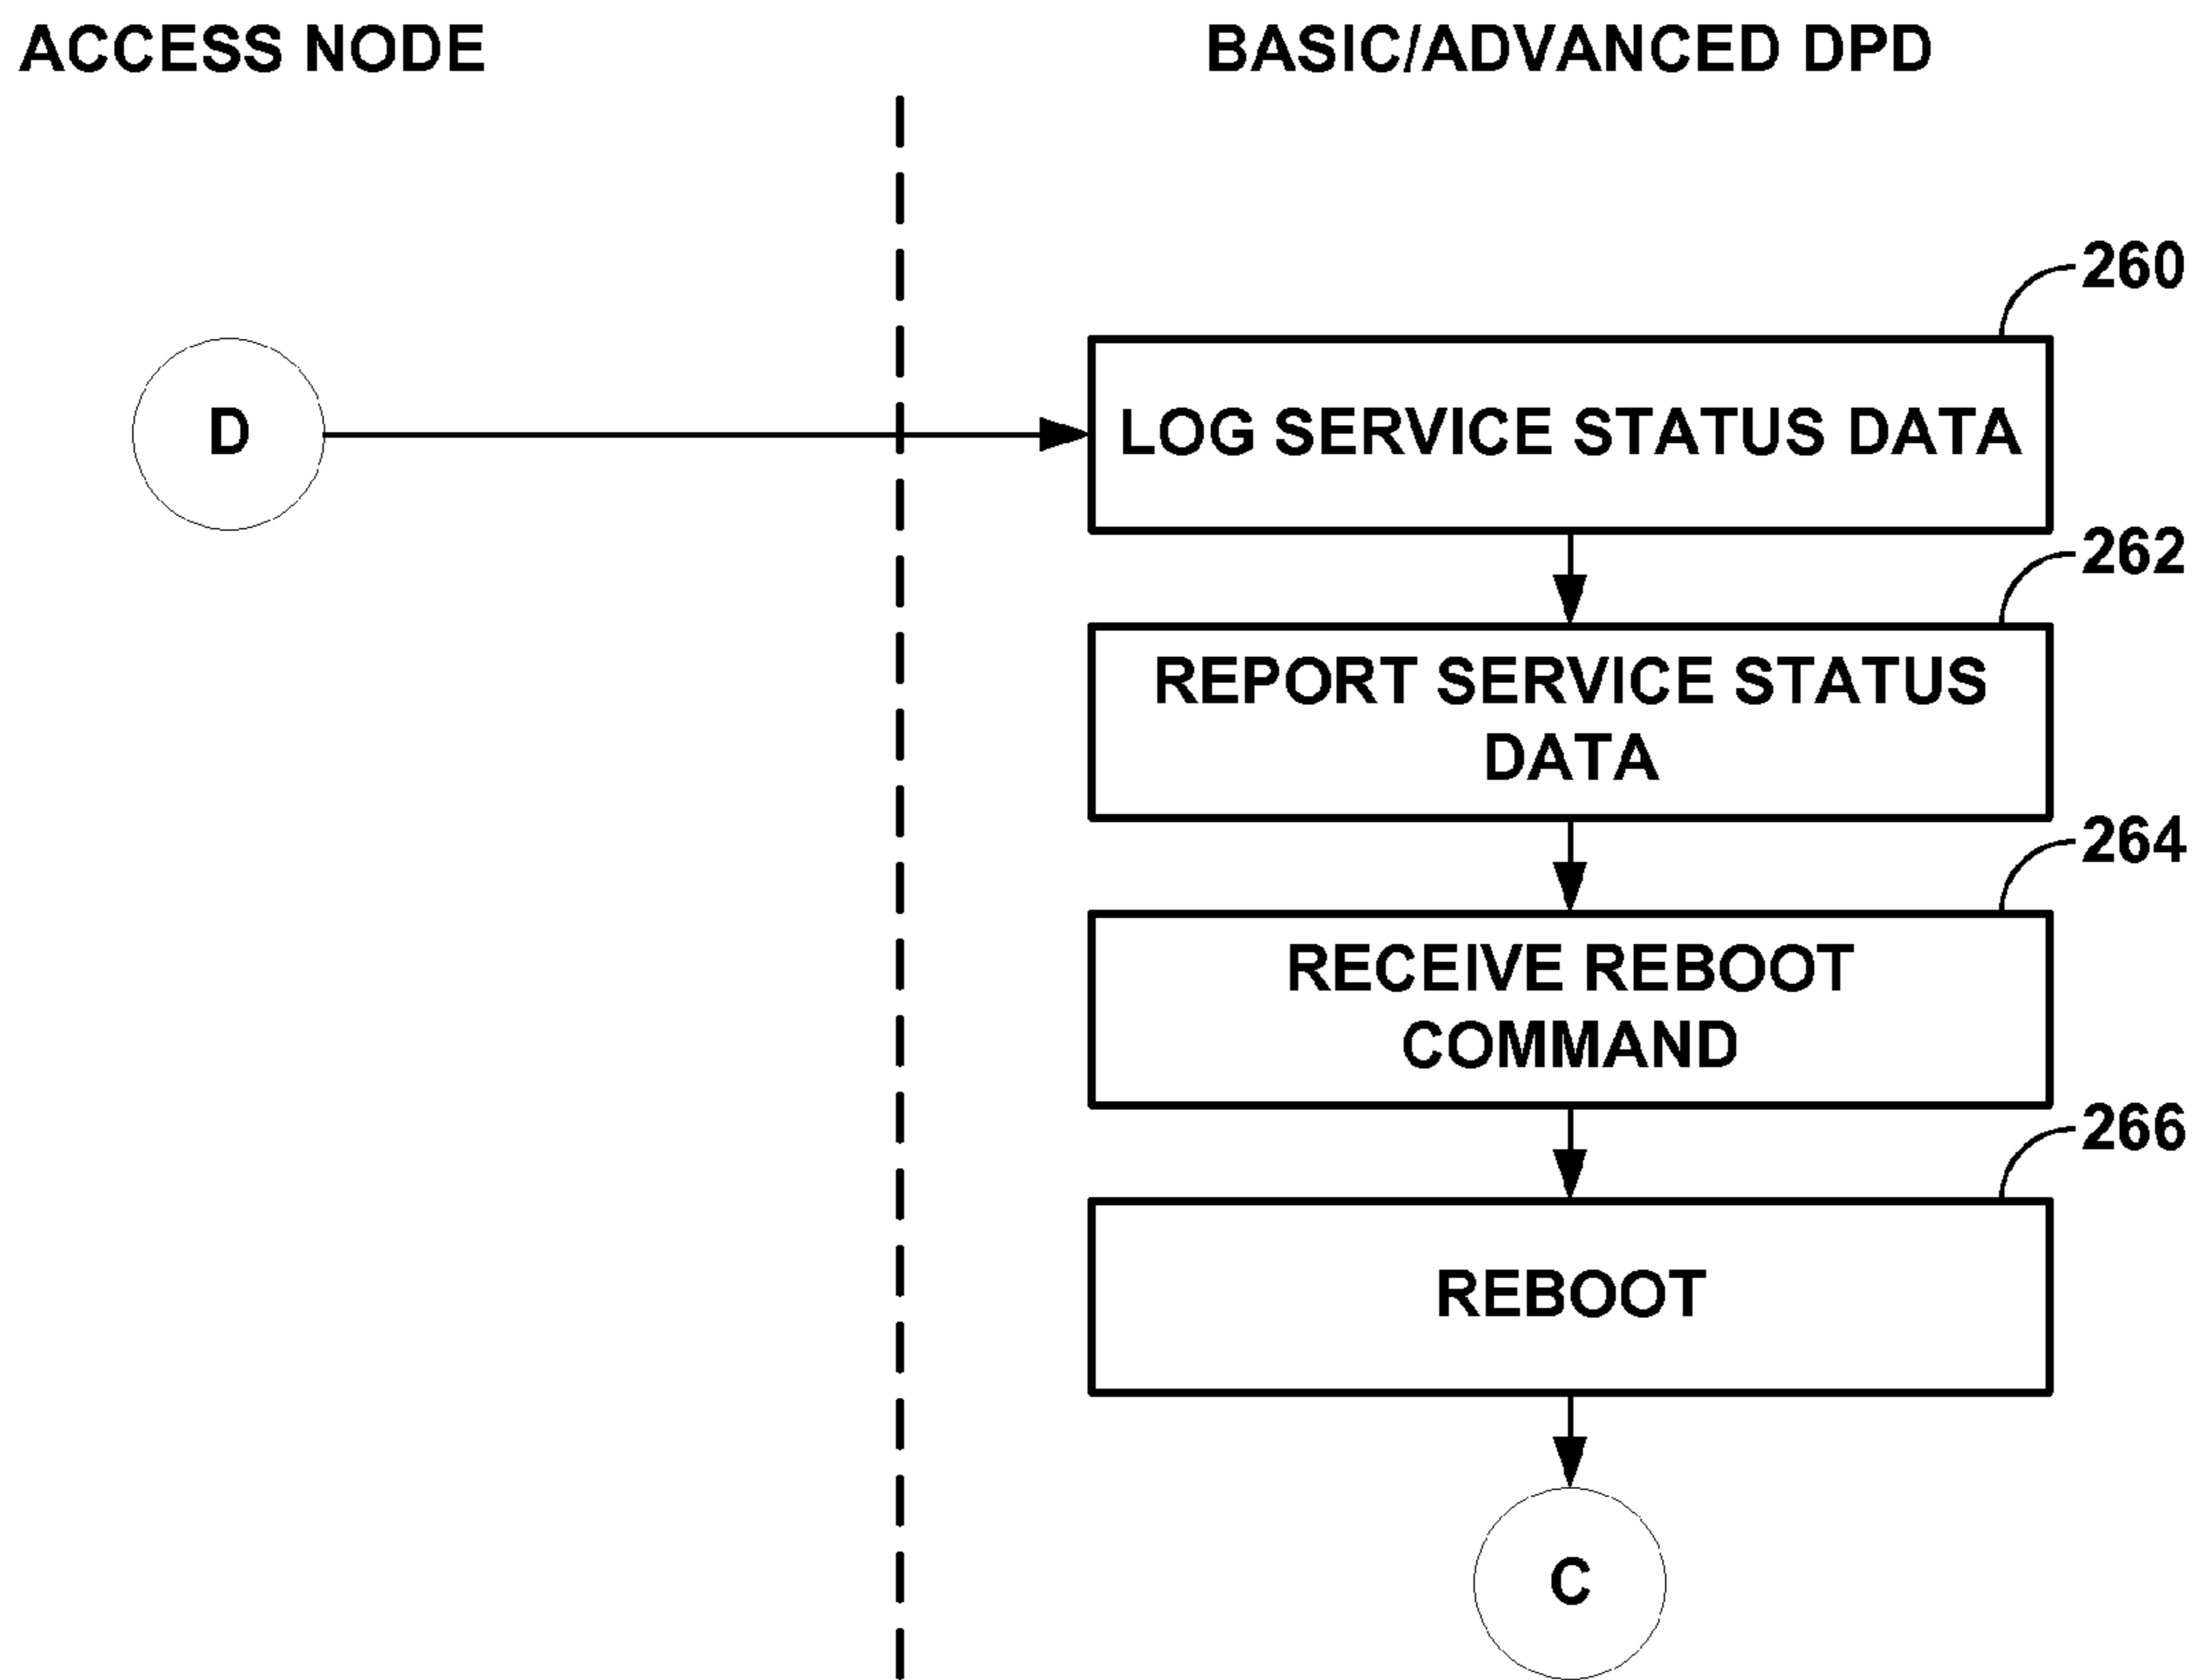 ACCESS NODE
BASIC/ADVANCED DPD
260
D
LOG SERVICE STATUS DATA
262
REPORT SERVICE STATUS
DATA
264
RECEIVE REBOOT
COMMAND
266
REBOOT
C